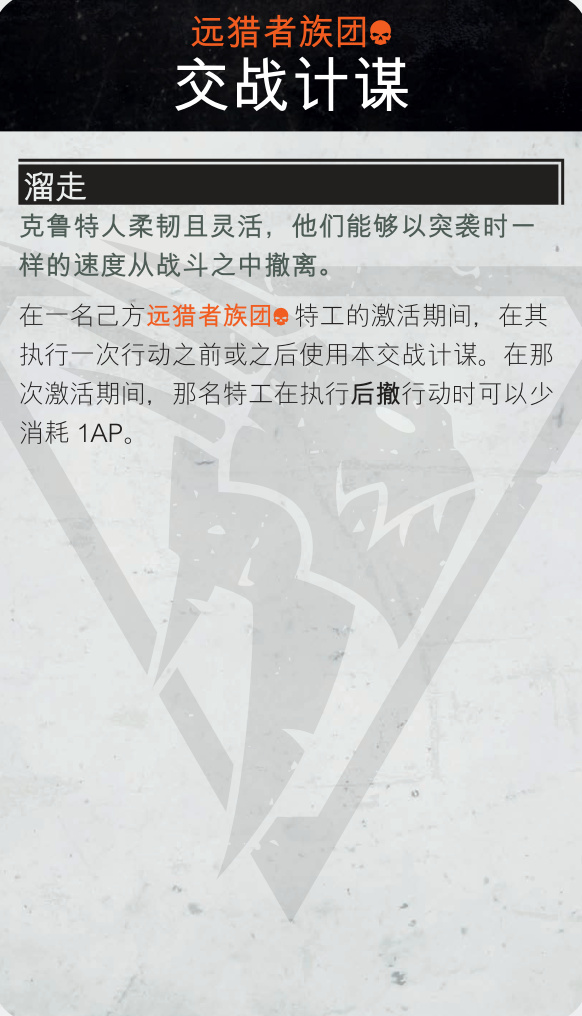 远猎者族团
交战计谋
溜走
克鲁特人柔韧且灵活，他们能够以突袭时一
样的速度从战斗之中撤离。
在一名己方远猎者族团特工的激活期间，在其
执行一次行动之前或之后使用本交战计谋。在那
次激活期间，那名特工在执行后撤行动时可以少
消耗 1AP。